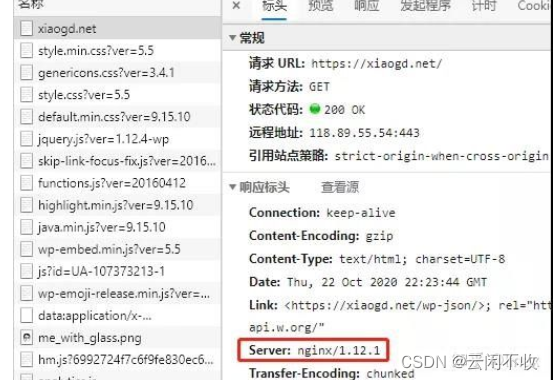 名称
xiaogd.net
style.min.css?ver=5.5
genericons.css?ver=3.4.1
style.css?ver=5.5
default.min.css?ver=9.15.10
jquery.js?ver=1.12.4-wp
skip-link-focus-fix.js?ver=2016...
functions.js?ver=20160412
highlight.min.js?ver=9.15.10
java.min.js?ver=9.15.10
wp-embed.min.js?ver=5.5
js?id=UA-107373213-1
wp-emoji-release.min.js?ver=...
data:application/x-...
me_with_glass.png
hm.js?6992724f7c6f9fe830ec6...
× 标头 预览 响应 发起程序 计时 Cooki
▼ 常规
请求 URL: https://xiaogd.net/
请求方法: GET
状态代码: 200 OK
远程地址: 118.89.55.54:443
引用站点策略: strict-origin-when-cross-origin
▼ 响应标头 查看源
Connection: keep-alive
Content-Encoding: gzip
Content-Type: text/html; charset=UTF-8
Date: Thu, 22 Oct 2020 22:23:44 GMT
Link: <https://xiaogd.net/wp-json/>; rel="htt
api.w.org/"
Server: nginx/1.12.1
Transfer-Encoding: chunked
CSDN @云闲不收